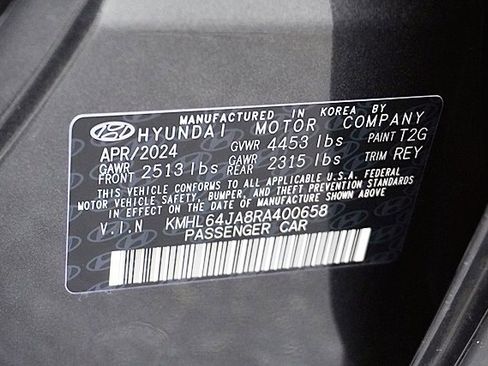 MANUFACTURED IN KOREA BY
HYUNDAI MOTOR COMPANY
APR/2024 GVWR 4453 lbs PAINT T2G
GAWR FRONT 2513 lbs GAWR REAR 2315 lbs TRIM REY
THIS VEHICLE CONFORMS TO ALL APPLICABLE U.S.A. FEDERAL
MOTOR VEHICLE SAFETY, BUMPER, AND THEFT PREVENTION STANDARDS
IN EFFECT ON THE DATE OF MANUFACTURE SHOWN ABOVE
V.I.N KMHL64JA8RA400658
PASSENGER CAR